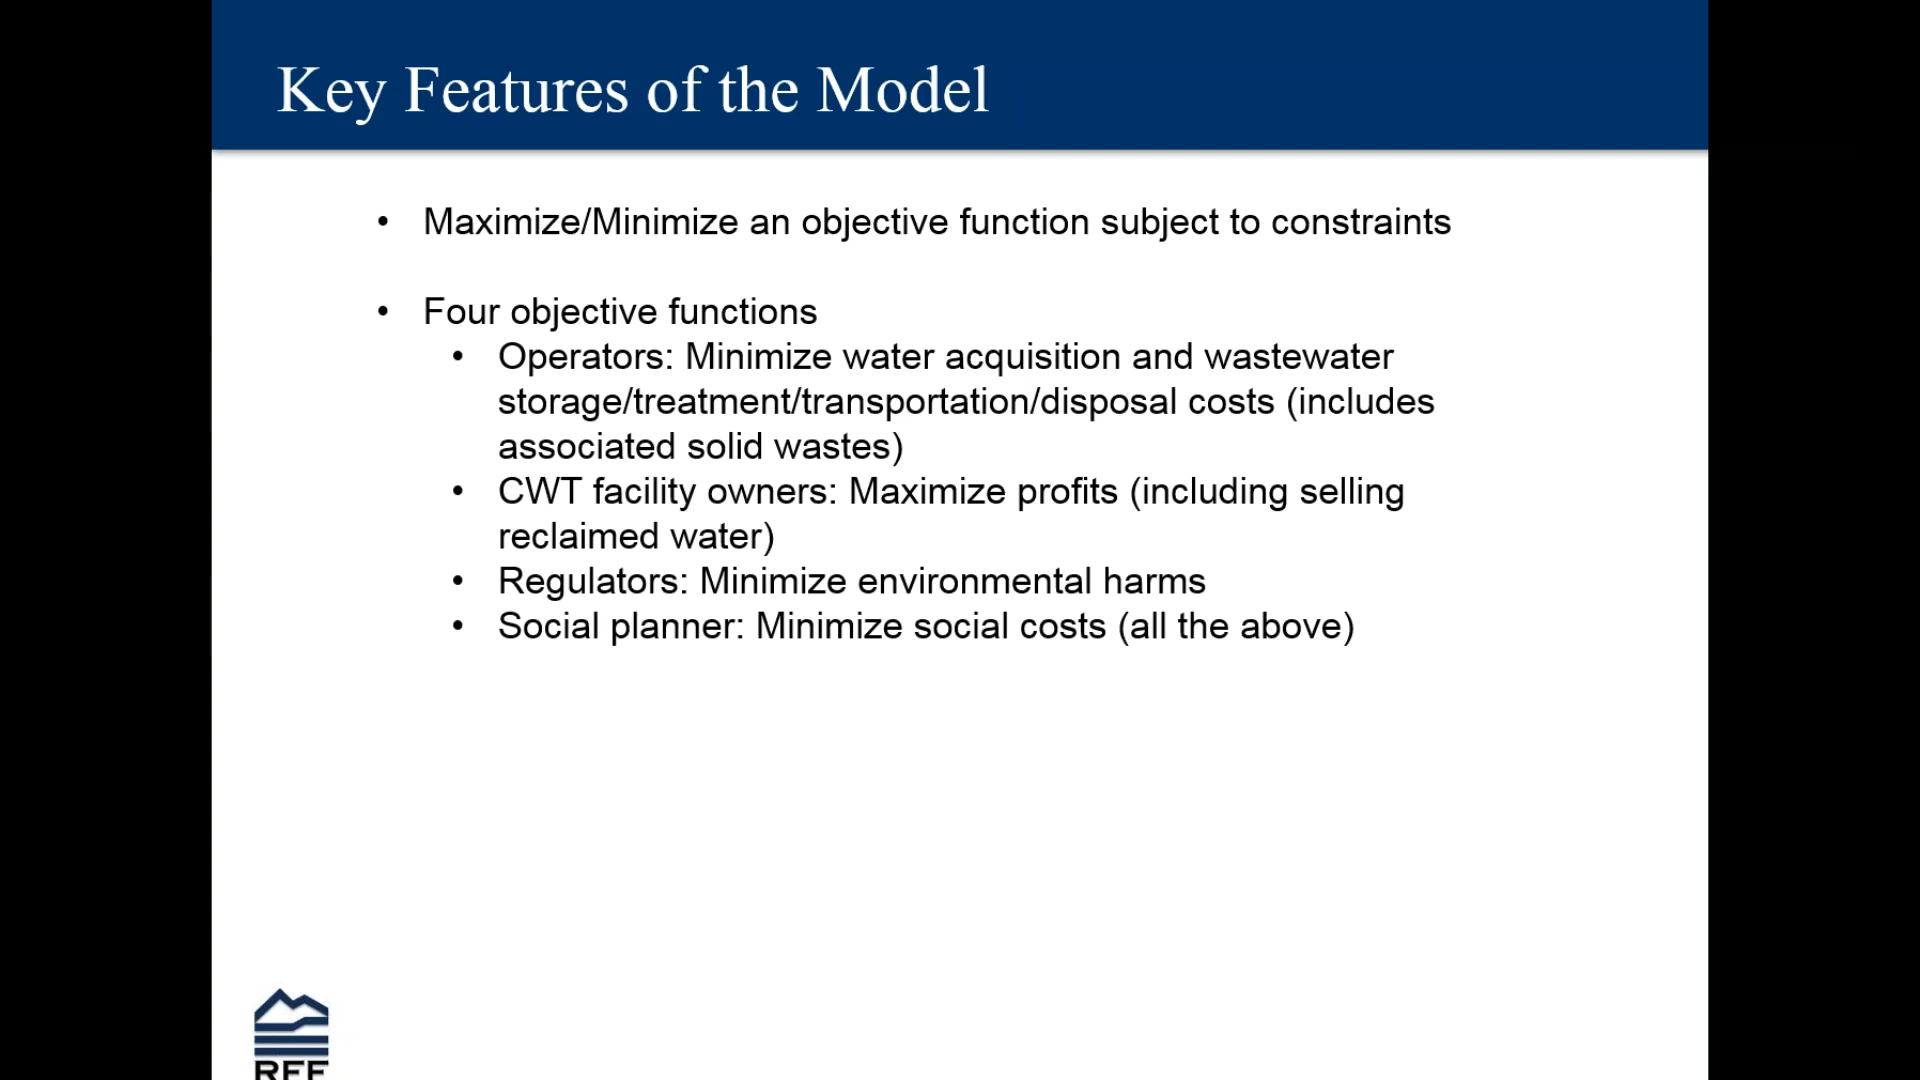 Key Features of the Model
• Maximize/Minimize an objective function subject to constraints
• Four objective functions
• Operators: Minimize water acquisition and wastewater
storage/treatment/transportation/disposal costs (includes
associated solid wastes)
• CWT facility owners: Maximize profits (including selling
reclaimed water)
• Regulators: Minimize environmental harms
• Social planner: Minimize social costs (all the above)
RFF